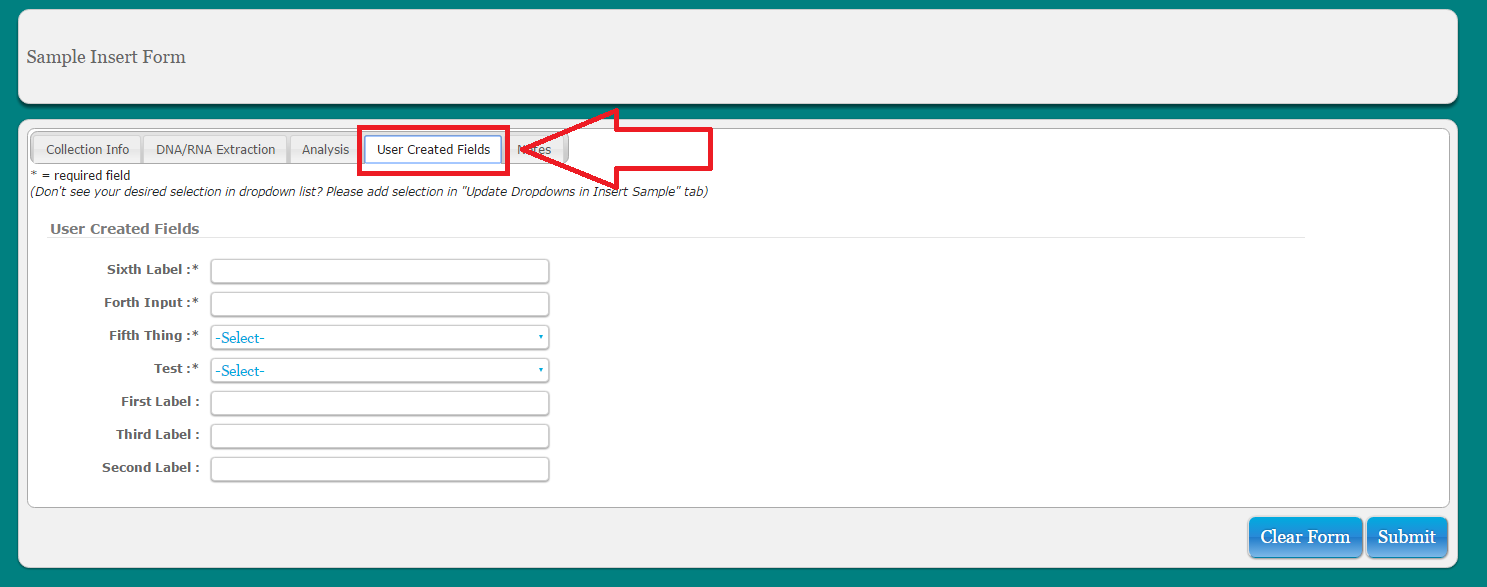 Sample Insert Form
Collection Info DNA/RNA Extraction Analysis User Created Fields Notes
* = required field
(Don't see your desired selection in dropdown list? Please add selection in "Update Dropdowns in Insert Sample" tab)
User Created Fields
Sixth Label :*
Forth Input :*
Fifth Thing :* -Select-
Test :* -Select-
First Label :
Third Label :
Second Label :
Clear Form Submit